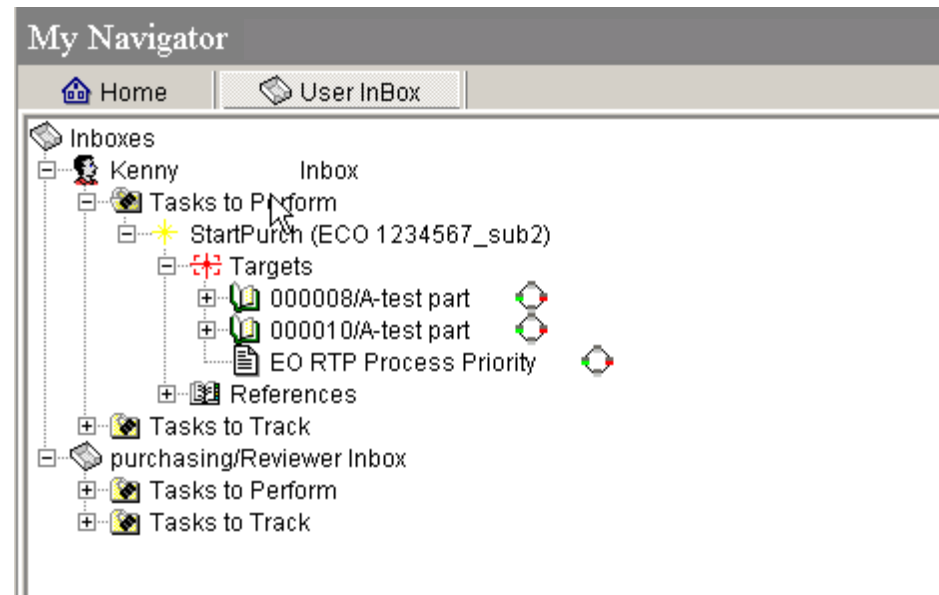 My Navigator
Home User InBox
Inboxes
Kenny Inbox
Tasks to Perform
StartPurch (ECO 1234567_sub2)
Targets
000008/A-test part
000010/A-test part
EO RTP Process Priority
References
Tasks to Track
purchasing/Reviewer Inbox
Tasks to Perform
Tasks to Track